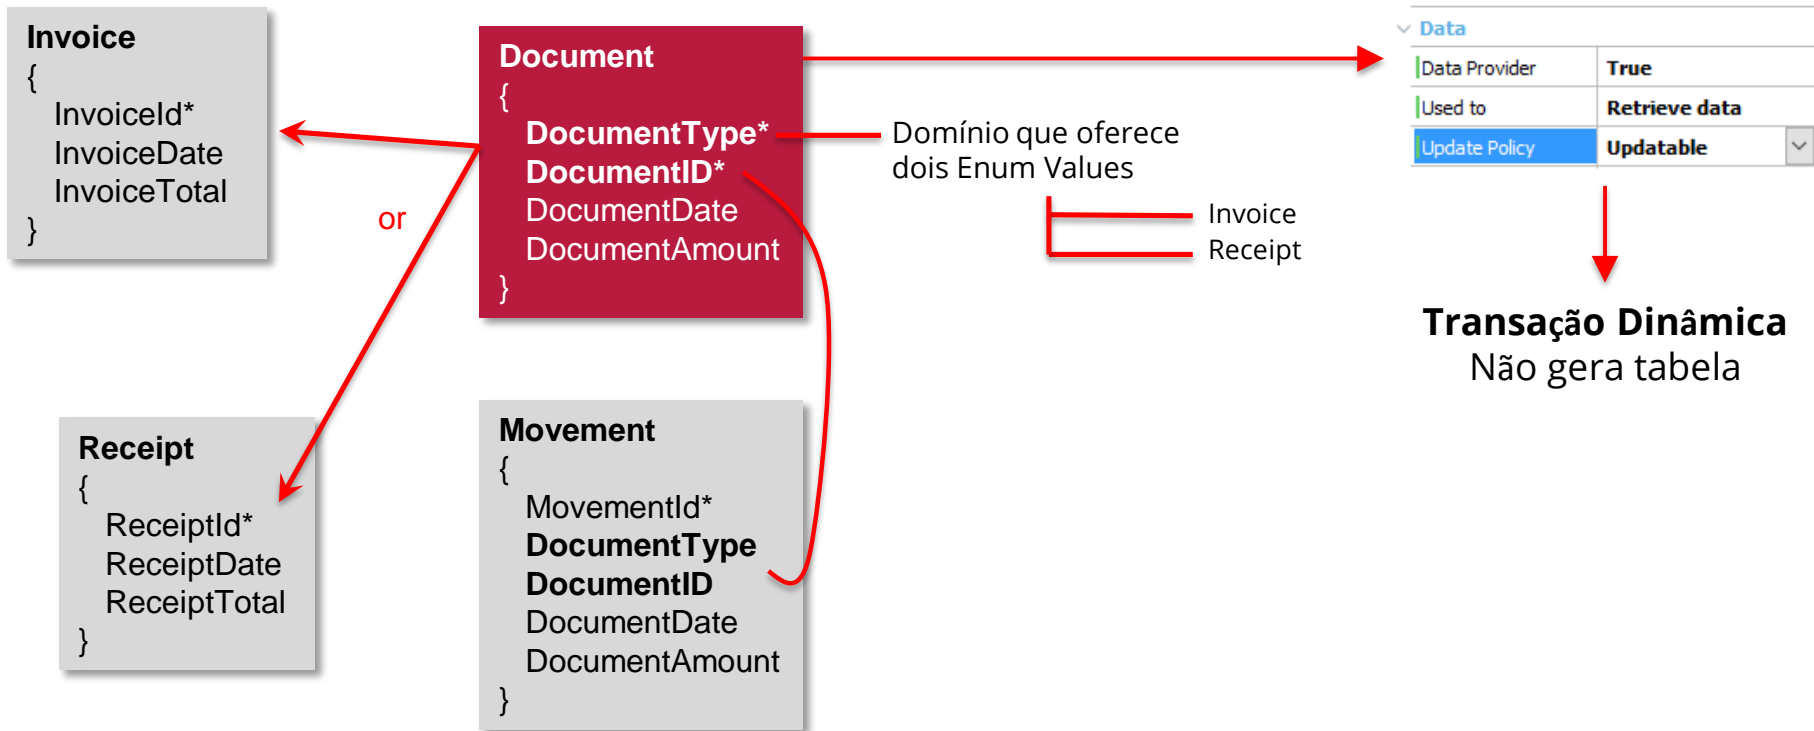 Invoice
{
InvoiceId*
InvoiceDate
InvoiceTotal
}
or
Document
{
DocumentType*
DocumentID*
DocumentDate
DocumentAmount
}
Domínio que oferece
dois Enum Values
Invoice
Receipt
Data
Data Provider True
Used to Retrieve data
Update Policy Updatable
Transação Dinâmica
Não gera tabela
Receipt
{
ReceiptId*
ReceiptDate
ReceiptTotal
}
Movement
{
MovementId*
DocumentType
DocumentID
DocumentDate
DocumentAmount
}